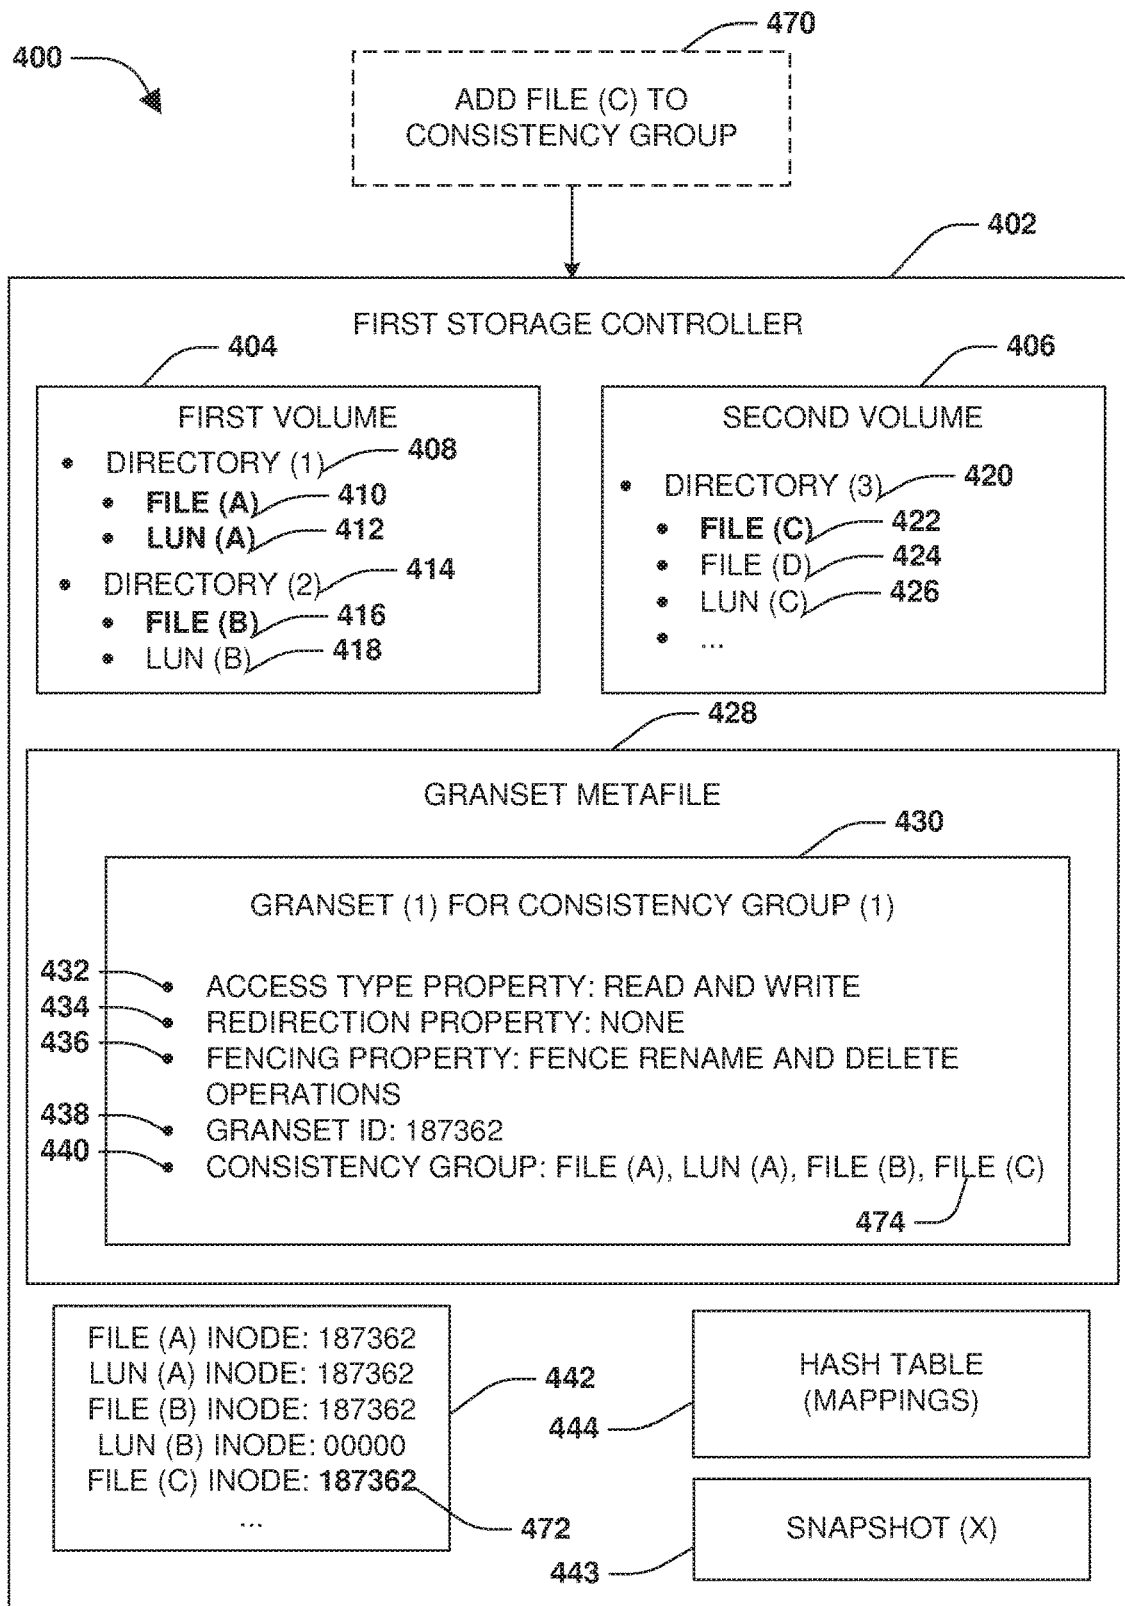 470
400
ADD FILE (C) TO
CONSISTENCY GROUP
402
FIRST STORAGE CONTROLLER
404
406
FIRST VOLUME
• DIRECTORY (1) 408
• FILE (A) 410
• LUN (A) 412
• DIRECTORY (2) 414
• FILE (B) 416
• LUN (B) 418
SECOND VOLUME
• DIRECTORY (3) 420
• FILE (C) 422
• FILE (D) 424
• LUN (C) 426
• ...
428
GRANSET METAFILE
430
GRANSET (1) FOR CONSISTENCY GROUP (1)
432 • ACCESS TYPE PROPERTY: READ AND WRITE
434 • REDIRECTION PROPERTY: NONE
436 • FENCING PROPERTY: FENCE RENAME AND DELETE
OPERATIONS
438 • GRANSET ID: 187362
440 • CONSISTENCY GROUP: FILE (A), LUN (A), FILE (B), FILE (C)
474
FILE (A) INODE: 187362
LUN (A) INODE: 187362
FILE (B) INODE: 187362
LUN (B) INODE: 00000
FILE (C) INODE: 187362
...
442
472
HASH TABLE
(MAPPINGS)
444
SNAPSHOT (X)
443